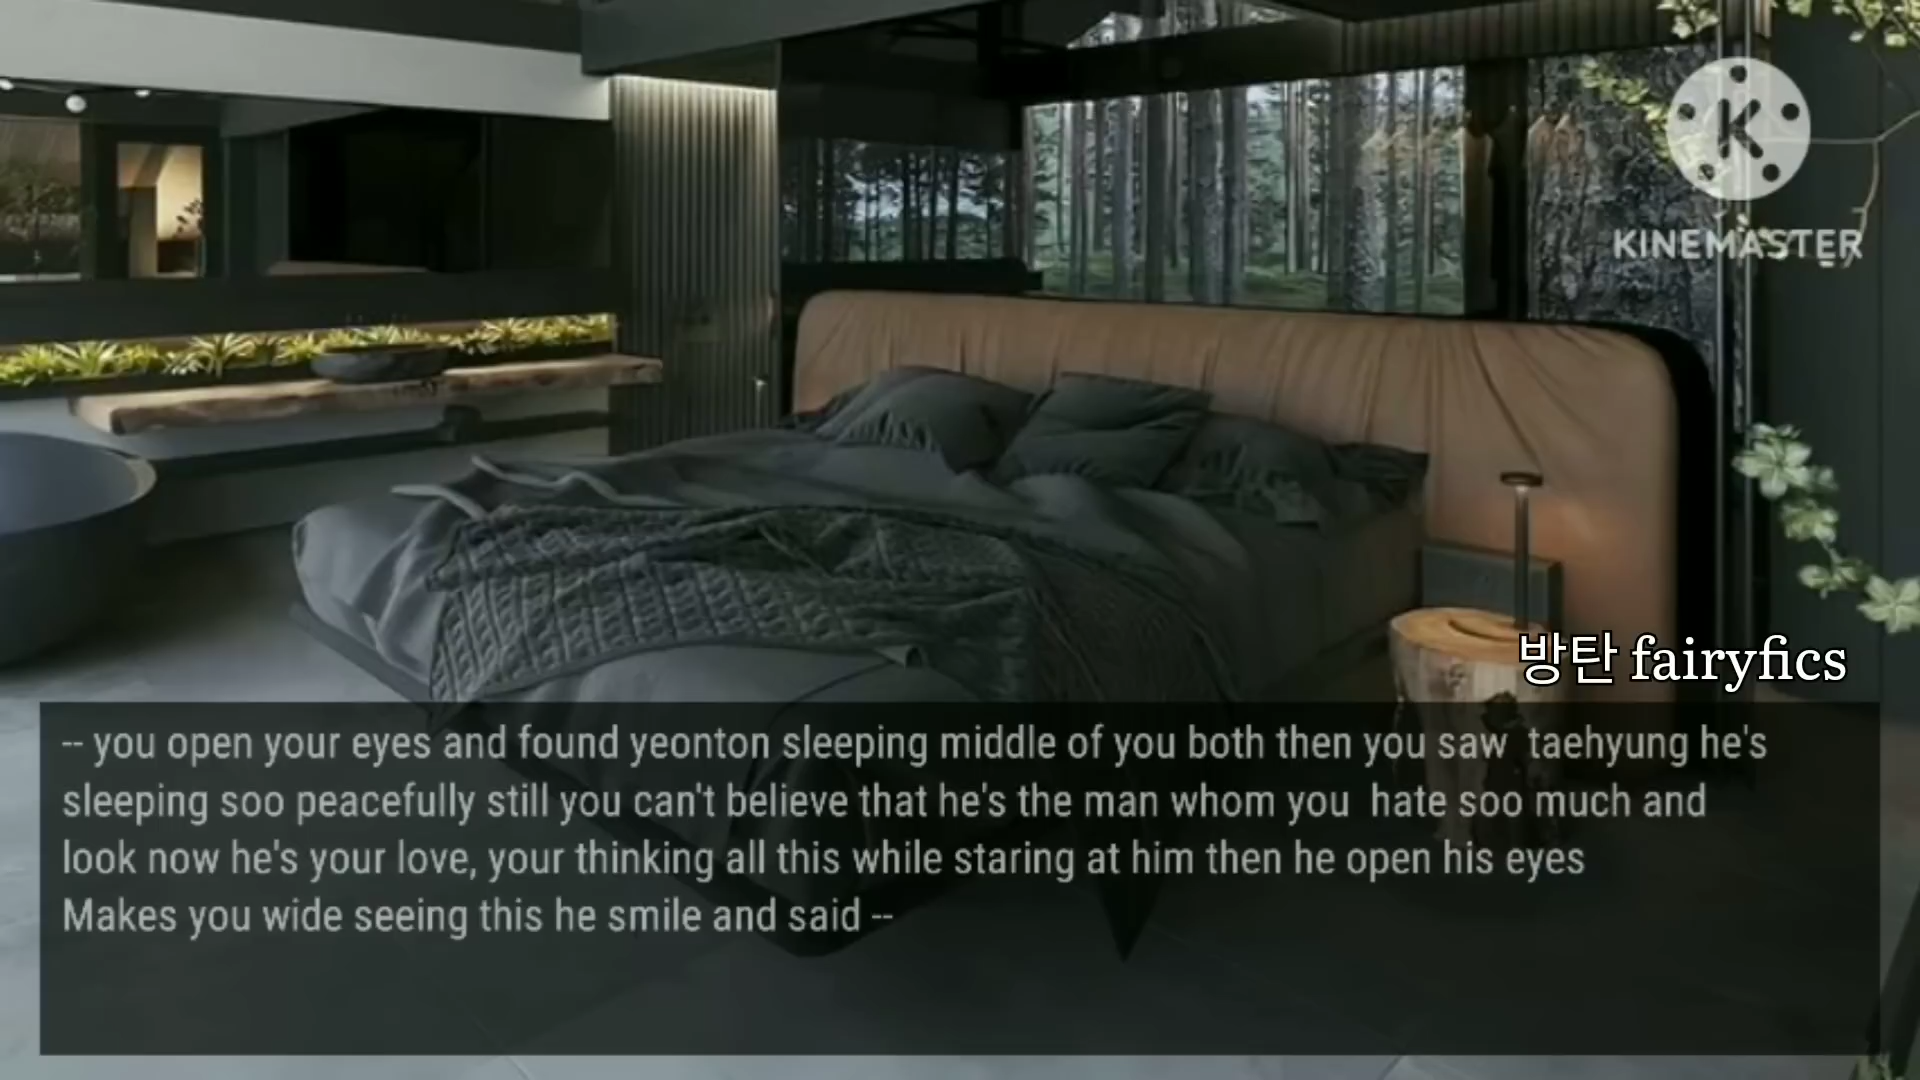 KINEMASTER
방탄 fairyfics
-- you open your eyes and found yeonton sleeping middle of you both then you saw taehyung he's
sleeping soo peacefully still you can't believe that he's the man whom you hate soo much and
look now he's your love, your thinking all this while staring at him then he open his eyes
Makes you wide seeing this he smile and said --